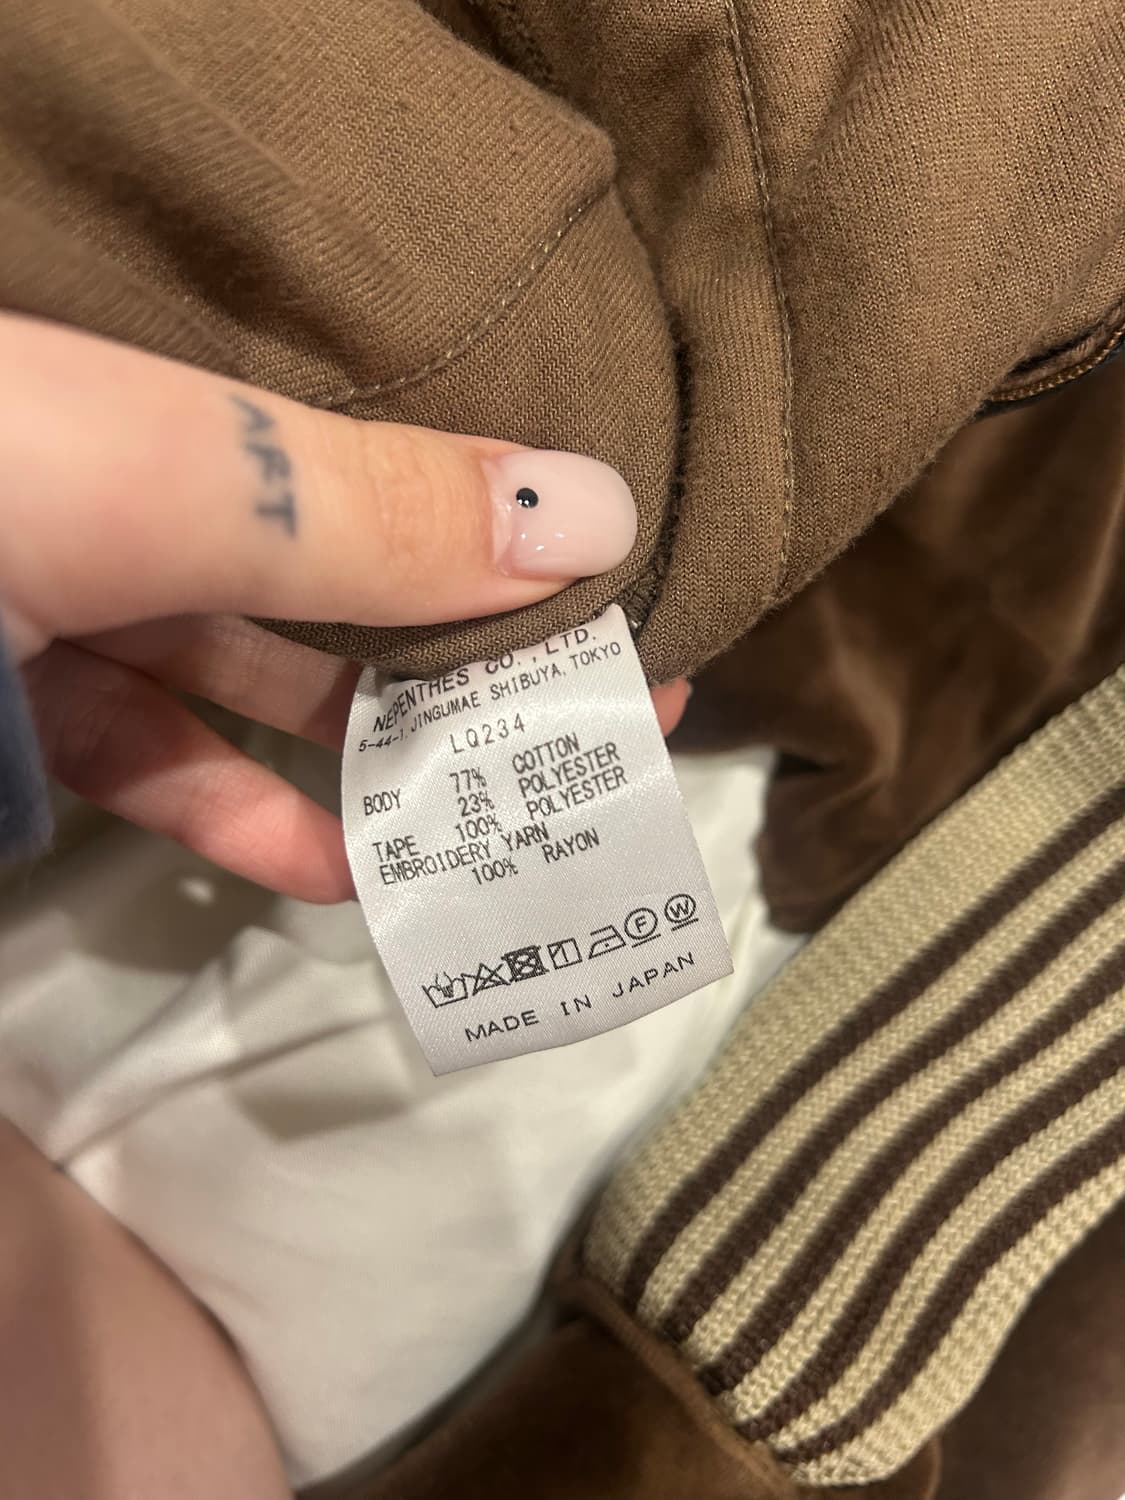 ART
NEPENTHES CO.,LTD.
5-44-1, JINGUMAE SHIBUYA, TOKYO
LQ234
BODY 77% COTTON
23% POLYESTER
TAPE 100% POLYESTER
EMBROIDERY YARN
100% RAYON
F W
MADE IN JAPAN